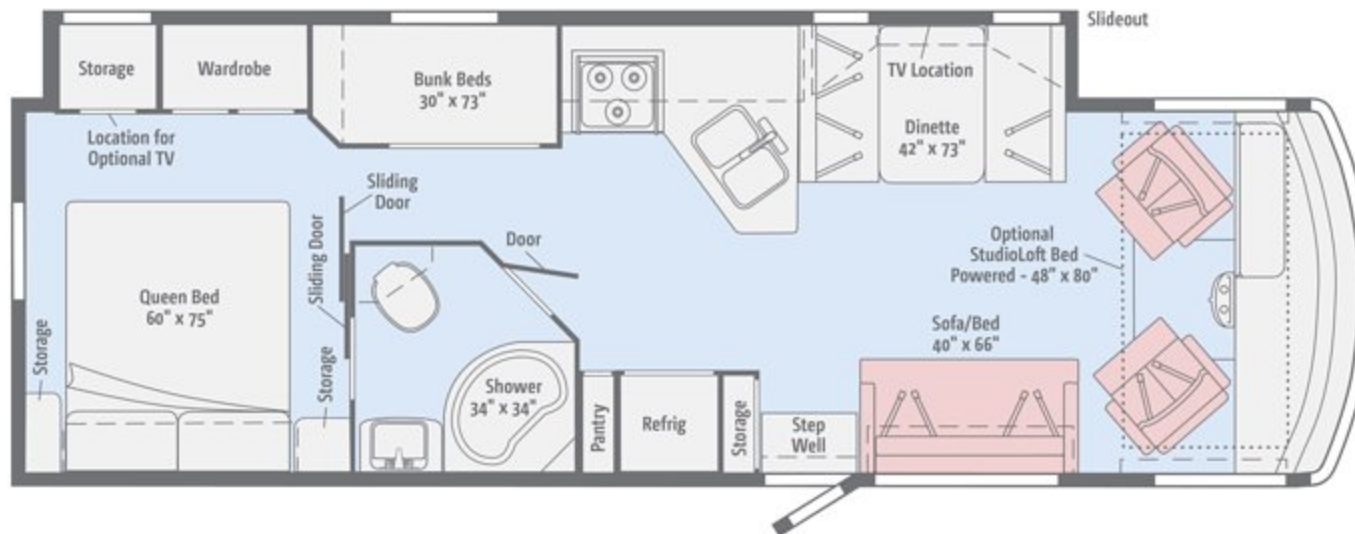 Slideout
Storage
Wardrobe
Bunk Beds
30" x 73"
TV Location
Dinette
42" x 73"
Location for
Optional TV
Sliding
Door
Sliding Door
Door
Optional
StudioLoft Bed
Powered - 48" x 80"
Queen Bed
60" x 75"
Sofa/Bed
40" x 66"
Storage
Storage
Shower
34" x 34"
Pantry
Refrig
Storage
Step
Well